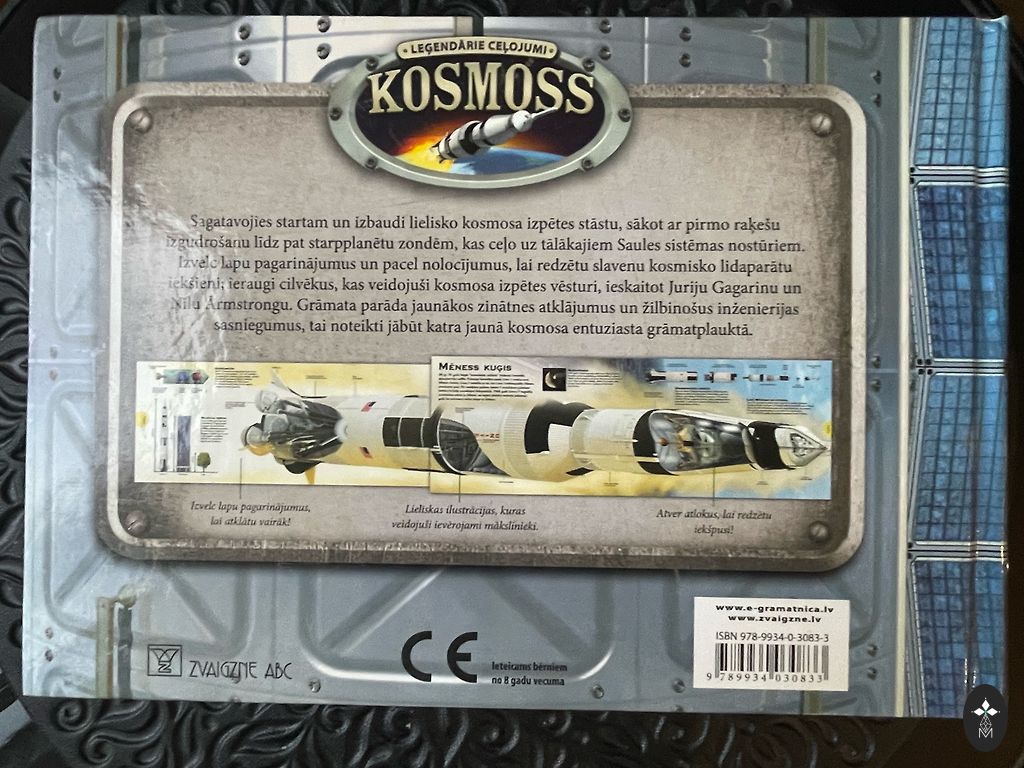 • LEĢENDĀRIE CEĻOJUMI •
KOSMOSS
Sagatavojies startam un izbaudi lielisko kosmosa izpētes stāstu, sākot ar pirmo raķešu
izgudrošanu līdz pat starpplanētu zondēm, kas ceļo uz tālākajiem Saules sistēmas nostūriem.
Izvelc lapu pagarinājumus un pacel nolocījumus, lai redzētu slavenu kosmisko lidaparātu
iekšieni, ieraugi cilvēkus, kas veidojuši kosmosa izpētes vēsturi, ieskaitot Juriju Gagarinu un
Nīlu Ārmstrongu. Grāmata parāda jaunākos zinātnes atklājumus un žilbinošus inženierijas
sasniegumus, tai noteikti jābūt katra jaunā kosmosa entuziasta grāmatplauktā.
MĒNESS KUĢIS
Izvelc lapu pagarinājumus,
lai atklātu vairāk!
Lieliskas ilustrācijas, kuras
veidojuši ievērojami mākslinieki.
Atver atlokus, lai redzētu
iekšpusi!
ZVAIGZNE ABC
CE
Ieteicams bērniem
no 8 gadu vecuma
www.e-gramatnica.lv
www.zvaigzne.lv
ISBN 978-9934-0-3083-3
9 789934 030833